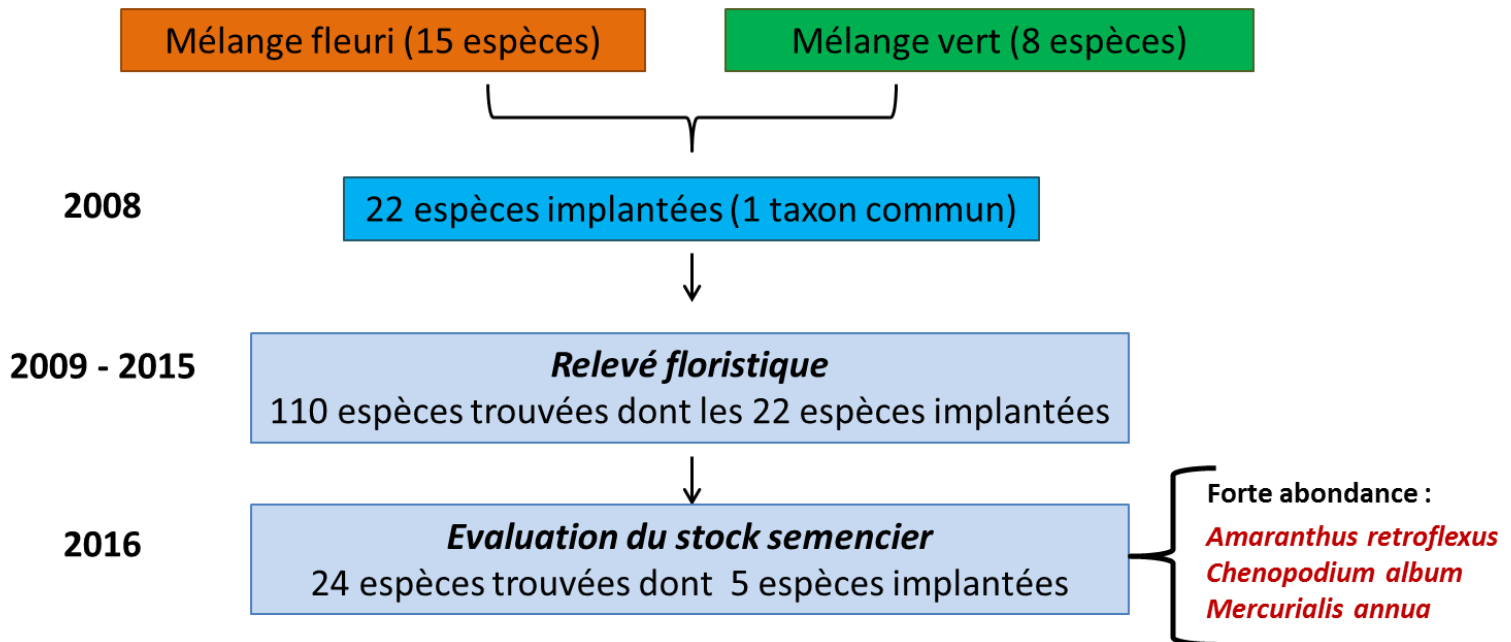 Mélange fleuri (15 espèces)
Mélange vert (8 espèces)
2008
22 espèces implantées (1 taxon commun)
2009 - 2015
Relevé floristique
110 espèces trouvées dont les 22 espèces implantées
2016
Evaluation du stock semencier
24 espèces trouvées dont 5 espèces implantées
Forte abondance :
Amaranthus retroflexus
Chenopodium album
Mercurialis annua